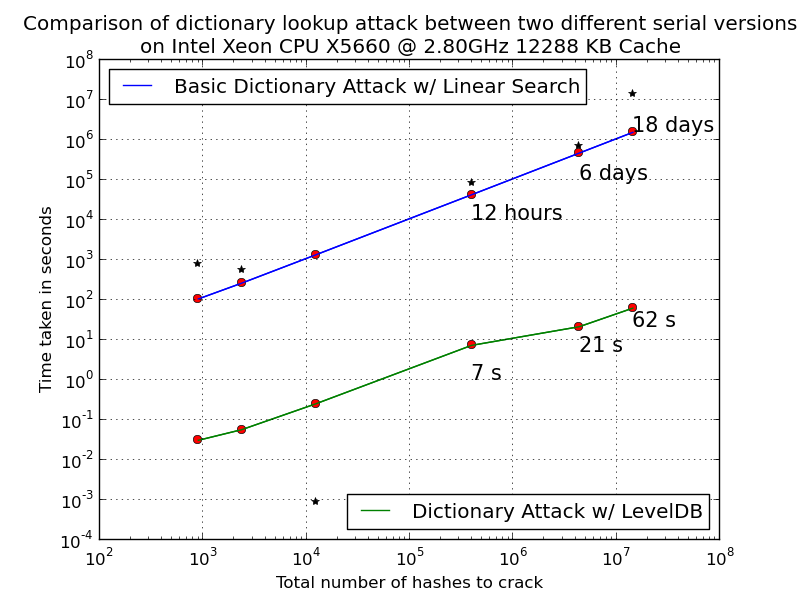 Comparison of dictionary lookup attack between two different serial versions
on Intel Xeon CPU X5660 @ 2.80GHz 12288 KB Cache
10^8
Basic Dictionary Attack w/ Linear Search
10^7
18 days
10^6
6 days
10^5
12 hours
10^4
10^3
10^2
62 s
10^1
21 s
7 s
10^0
10^-1
10^-2
10^-3
Dictionary Attack w/ LevelDB
10^-4
Time taken in seconds
10^2 10^3 10^4 10^5 10^6 10^7 10^8
Total number of hashes to crack